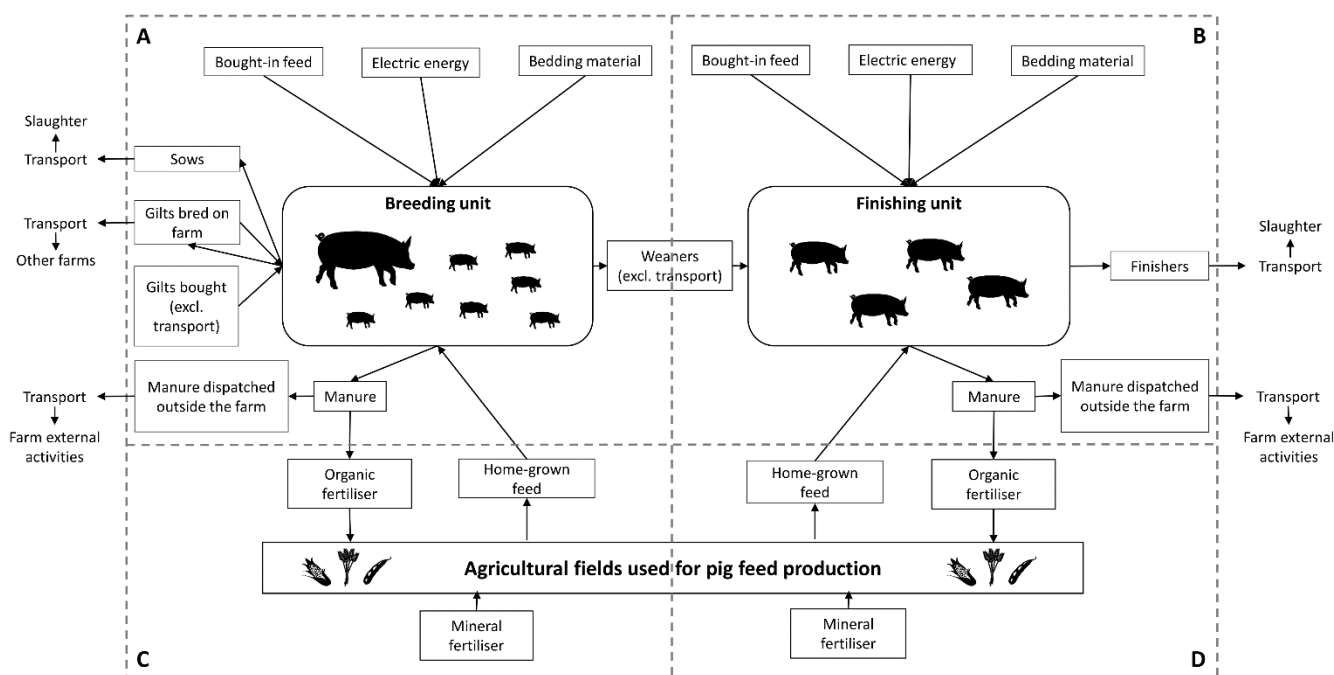 A
B
Bought-in feed
Electric energy
Bedding material
Bought-in feed
Electric energy
Bedding material
Slaughter
Transport
Sows
Transport
Other farms
Gilts bred on
farm
Gilts bought
(excl.
transport)
Breeding unit
Weaners
(excl. transport)
Finishing unit
Finishers
Slaughter
Transport
Transport
Farm external
activities
Manure dispatched
outside the farm
Manure
Manure
Manure dispatched
outside the farm
Transport
Farm external
activities
Organic
fertiliser
Home-grown
feed
Home-grown
feed
Organic
fertiliser
Agricultural fields used for pig feed production
Mineral
fertiliser
Mineral
fertiliser
C
D